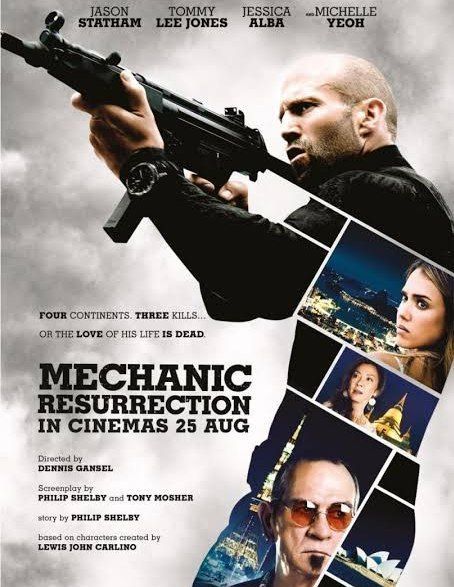 JASON STATHAM
TOMMY LEE JONES
JESSICA ALBA
AND MICHELLE YEOH
FOUR CONTINENTS. THREE KILLS...
OR THE LOVE OF HIS LIFE IS DEAD.
MECHANIC
RESURRECTION
IN CINEMAS 25 AUG
Directed by
DENNIS GANSEL
Screenplay by
PHILIP SHELBY and TONY MOSHER
story by PHILIP SHELBY
based on characters created by
LEWIS JOHN CARLINO